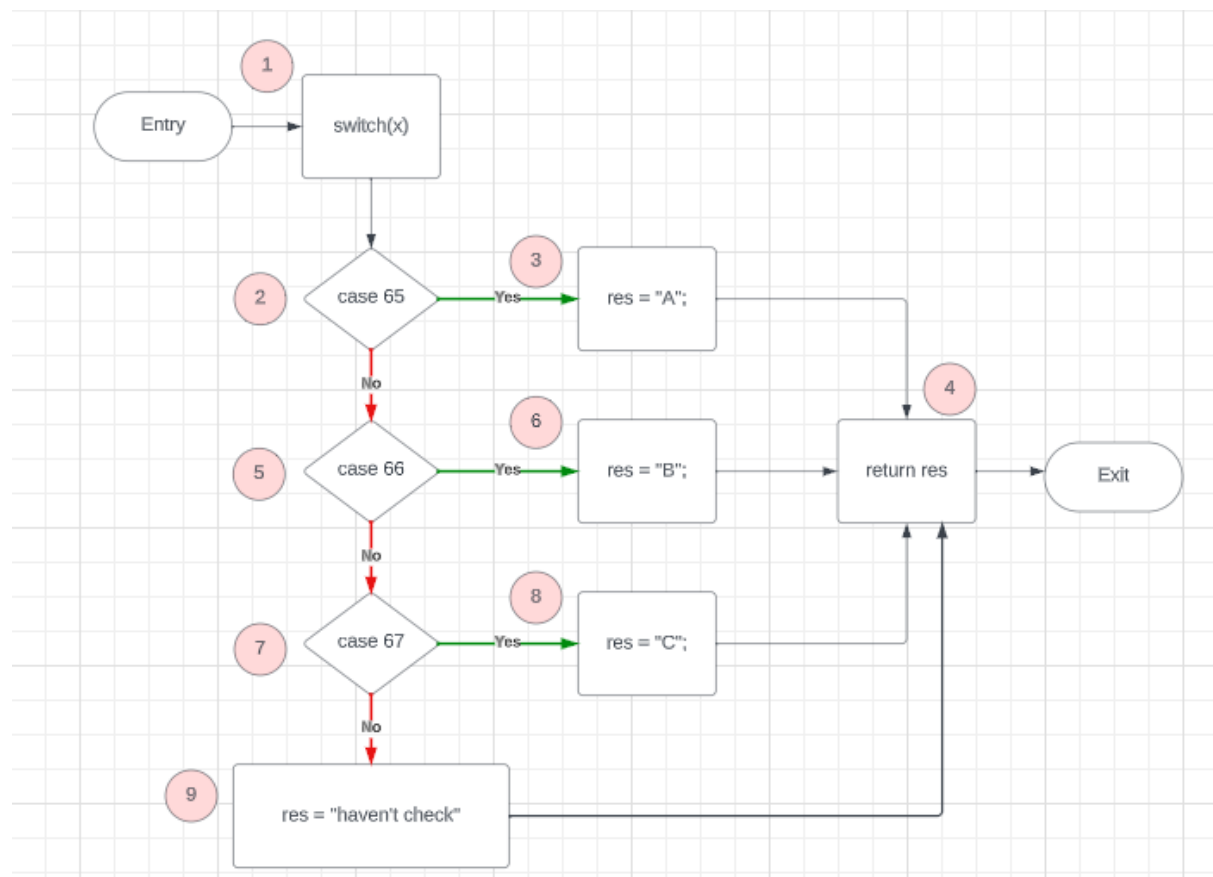 1
Entry
switch(x)
2
case 65
Yes
3
res = "A";
No
4
5
case 66
Yes
6
res = "B";
return res
Exit
No
7
case 67
Yes
8
res = "C";
No
9
res = "haven't check"